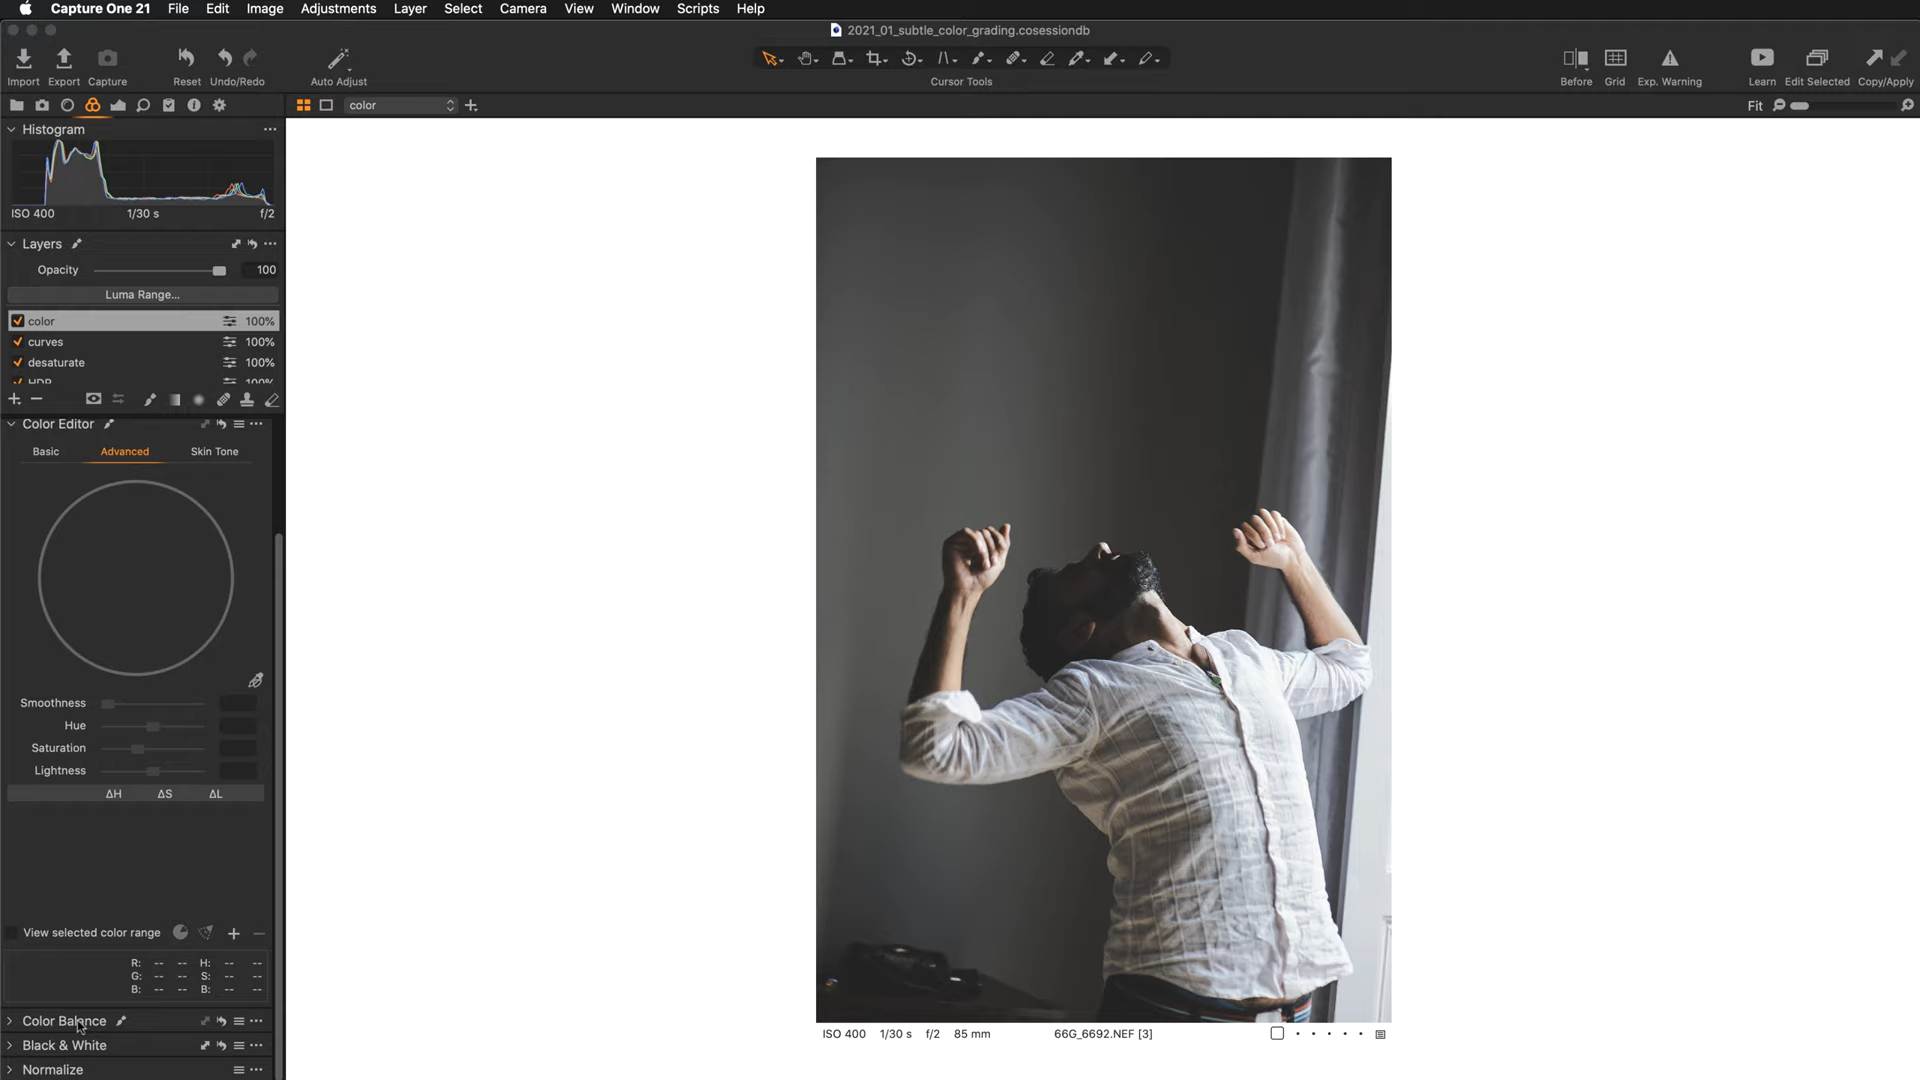 Capture One 21 File Edit Image Adjustments Layer Select Camera View Window Scripts Help
2021_01_subtle_color_grading.cosessiondb
Import Export Capture Reset Undo/Redo Auto Adjust Cursor Tools Before Grid Exp. Warning Learn Edit Selected Copy/Apply
color Fit
Histogram
ISO 400 1/30 s f/2
Layers
Opacity 100
Luma Range...
color 100%
curves 100%
desaturate 100%
HDR 100%
Color Editor
Basic Advanced Skin Tone
Smoothness
Hue
Saturation
Lightness
ΔH ΔS ΔL
View selected color range
R: -- -- H: -- --
G: -- -- S: -- --
B: -- -- B: -- --
Color Balance
Black & White
Normalize
ISO 400 1/30 s f/2 85 mm 66G_6692.NEF [3]